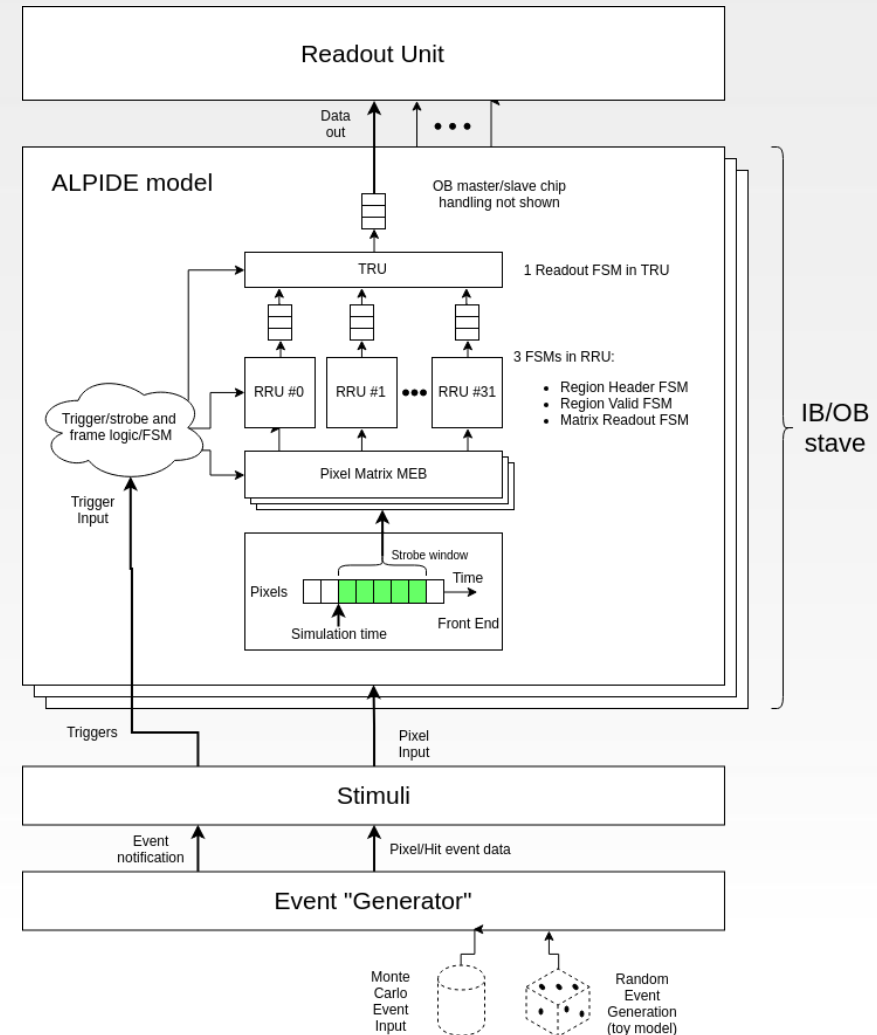 Readout Unit
Data
out
•••
ALPIDE model
OB master/slave chip
handling not shown
TRU
1 Readout FSM in TRU
3 FSMs in RRU:
RRU #0
RRU #1
•••
RRU #31
• Region Header FSM
• Region Valid FSM
• Matrix Readout FSM
Trigger/strobe and
frame logic/FSM
IB/OB
stave
Pixel Matrix MEB
Trigger
Input
Strobe window
Time
Pixels
Front End
Simulation time
Triggers
Pixel
Input
Stimuli
Event
notification
Pixel/Hit event data
Event "Generator"
Monte
Carlo
Event
Input
Random
Event
Generation
(toy model)